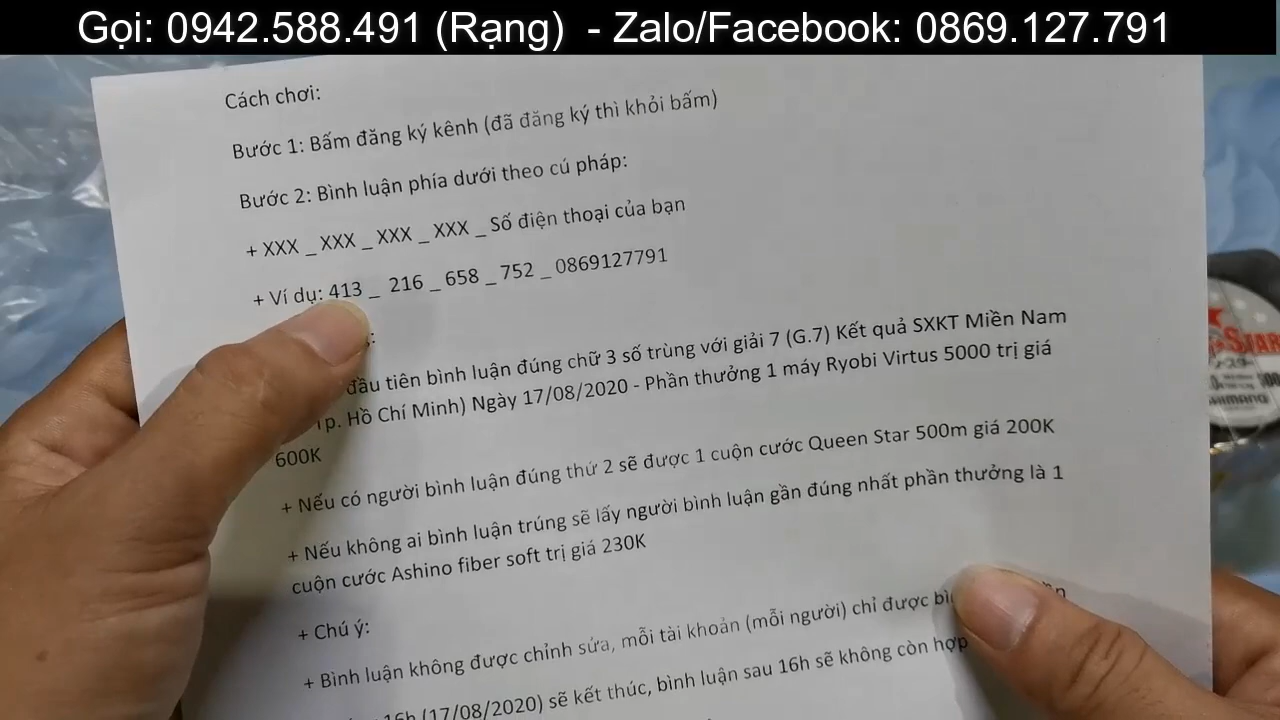 Gọi: 0942.588.491 (Rạng) - Zalo/Facebook: 0869.127.791
Cách chơi:
Bước 1: Bấm đăng ký kênh (đã đăng ký thì khỏi bấm)
Bước 2: Bình luận phía dưới theo cú pháp:
+ XXX _ XXX _ XXX _ XXX _ Số điện thoại của bạn
+ Ví dụ: 413 _ 216 _ 658 _ 752 _ 0869127791
đầu tiên bình luận đúng chữ 3 số trùng với giải 7 (G.7) Kết quả SXKT Miền Nam
Hồ Chí Minh) Ngày 17/08/2020 - Phần thưởng 1 máy Ryobi Virtus 5000 trị giá
600K
+ Nếu có người bình luận đúng thứ 2 sẽ được 1 cuộn cước Queen Star 500m giá 200K
+ Nếu không ai bình luận trúng sẽ lấy người bình luận gần đúng nhất phần thưởng là 1
cuộn cước Ashino fiber soft trị giá 230K
+ Chú ý:
+ Bình luận không được chỉnh sửa, mỗi tài khoản (mỗi người) chỉ được
16h (17/08/2020) sẽ kết thúc, bình luận sau 16h sẽ không còn hợp